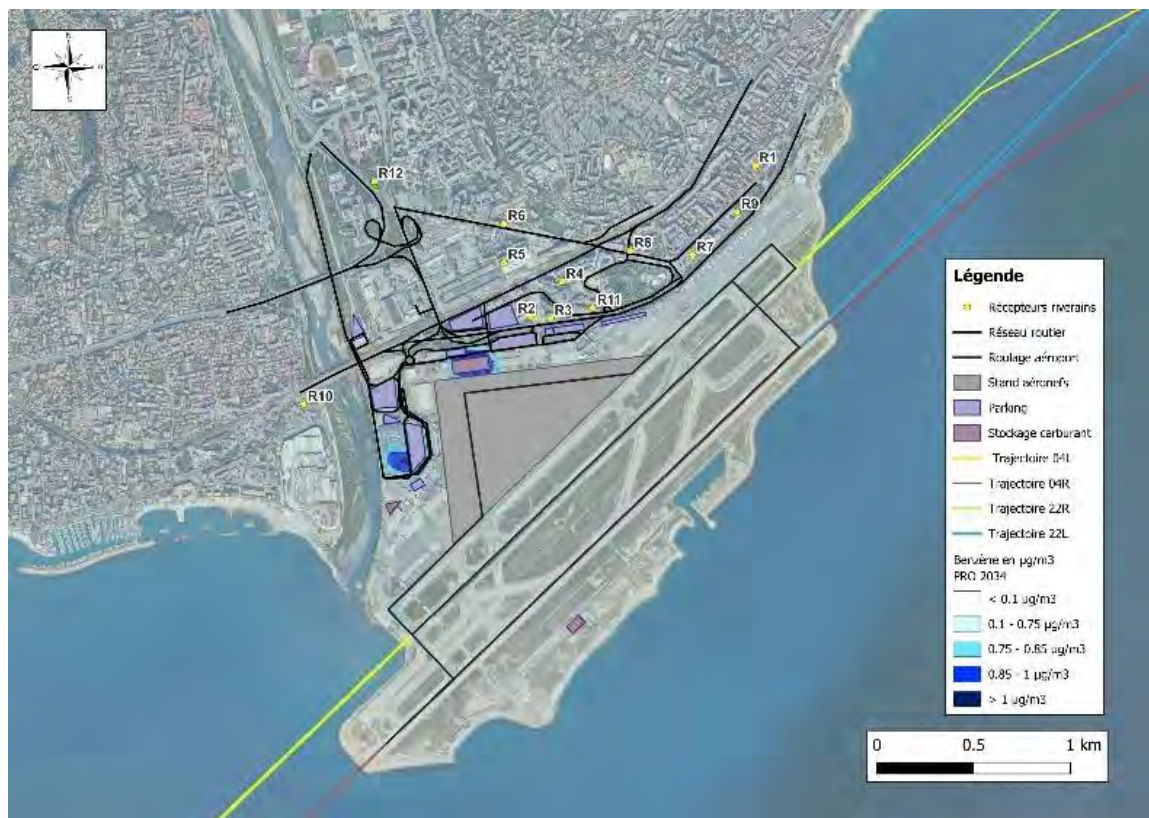 N
O
S
R12
R1
R6
R9
R5
R8
R7
R4
R11
R2
R3
R10
Légende
Récepteurs riverains
Réseau routier
Roulage aéroport
Stand aéronefs
Parking
Stockage carburant
Trajectoire 04L
Trajectoire 04R
Trajectoire 22R
Trajectoire 22L
Benzène en µg/m3
PRO 2034
< 0.1 µg/m3
0.1 - 0.75 µg/m3
0.75 - 0.85 µg/m3
0.85 - 1 µg/m3
> 1 µg/m3
0 0.5 1 km